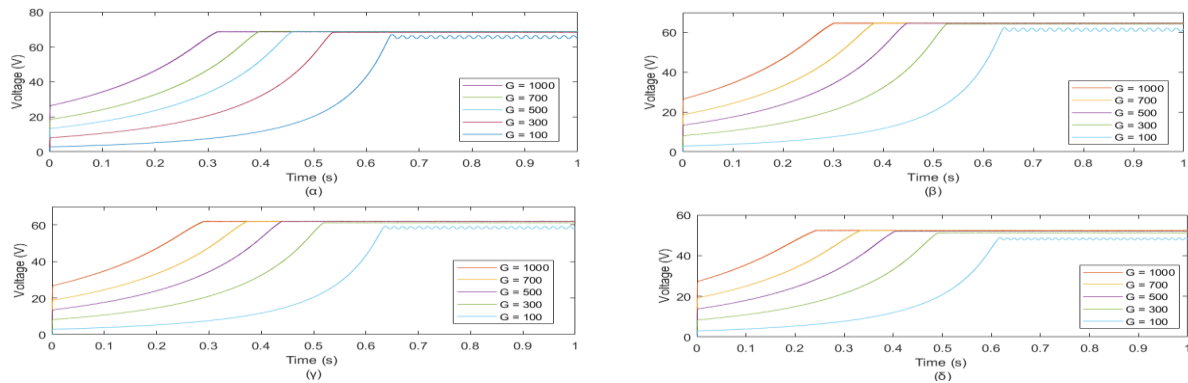 Voltage (V)
80
60
40
20
0
G = 1000
G = 700
G = 500
G = 300
G = 100
0 0.1 0.2 0.3 0.4 0.5 0.6 0.7 0.8 0.9 1
Time (s)
(α)
Voltage (V)
80
60
40
20
0
G = 1000
G = 700
G = 500
G = 300
G = 100
0 0.1 0.2 0.3 0.4 0.5 0.6 0.7 0.8 0.9 1
Time (s)
(β)
Voltage (V)
60
40
20
0
G = 1000
G = 700
G = 500
G = 300
G = 100
0 0.1 0.2 0.3 0.4 0.5 0.6 0.7 0.8 0.9 1
Time (s)
(γ)
Voltage (V)
60
40
20
0
G = 1000
G = 700
G = 500
G = 300
G = 100
0 0.1 0.2 0.3 0.4 0.5 0.6 0.7 0.8 0.9 1
Time (s)
(δ)